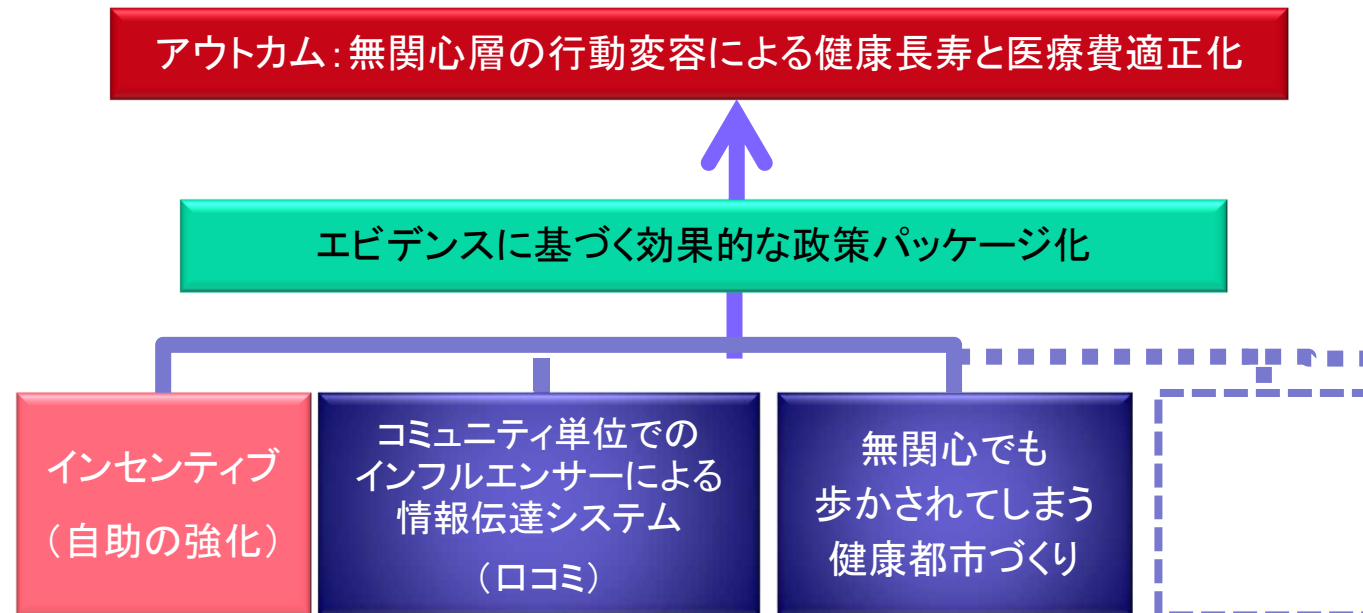 アウトカム：無関心層の行動変容による健康長寿と医療費適正化
エビデンスに基づく効果的な政策パッケージ化
インセンティブ
（自助の強化）
コミュニティ単位での
インフルエンサーによる
情報伝達システム
（口コミ）
無関心でも
歩かされてしまう
健康都市づくり